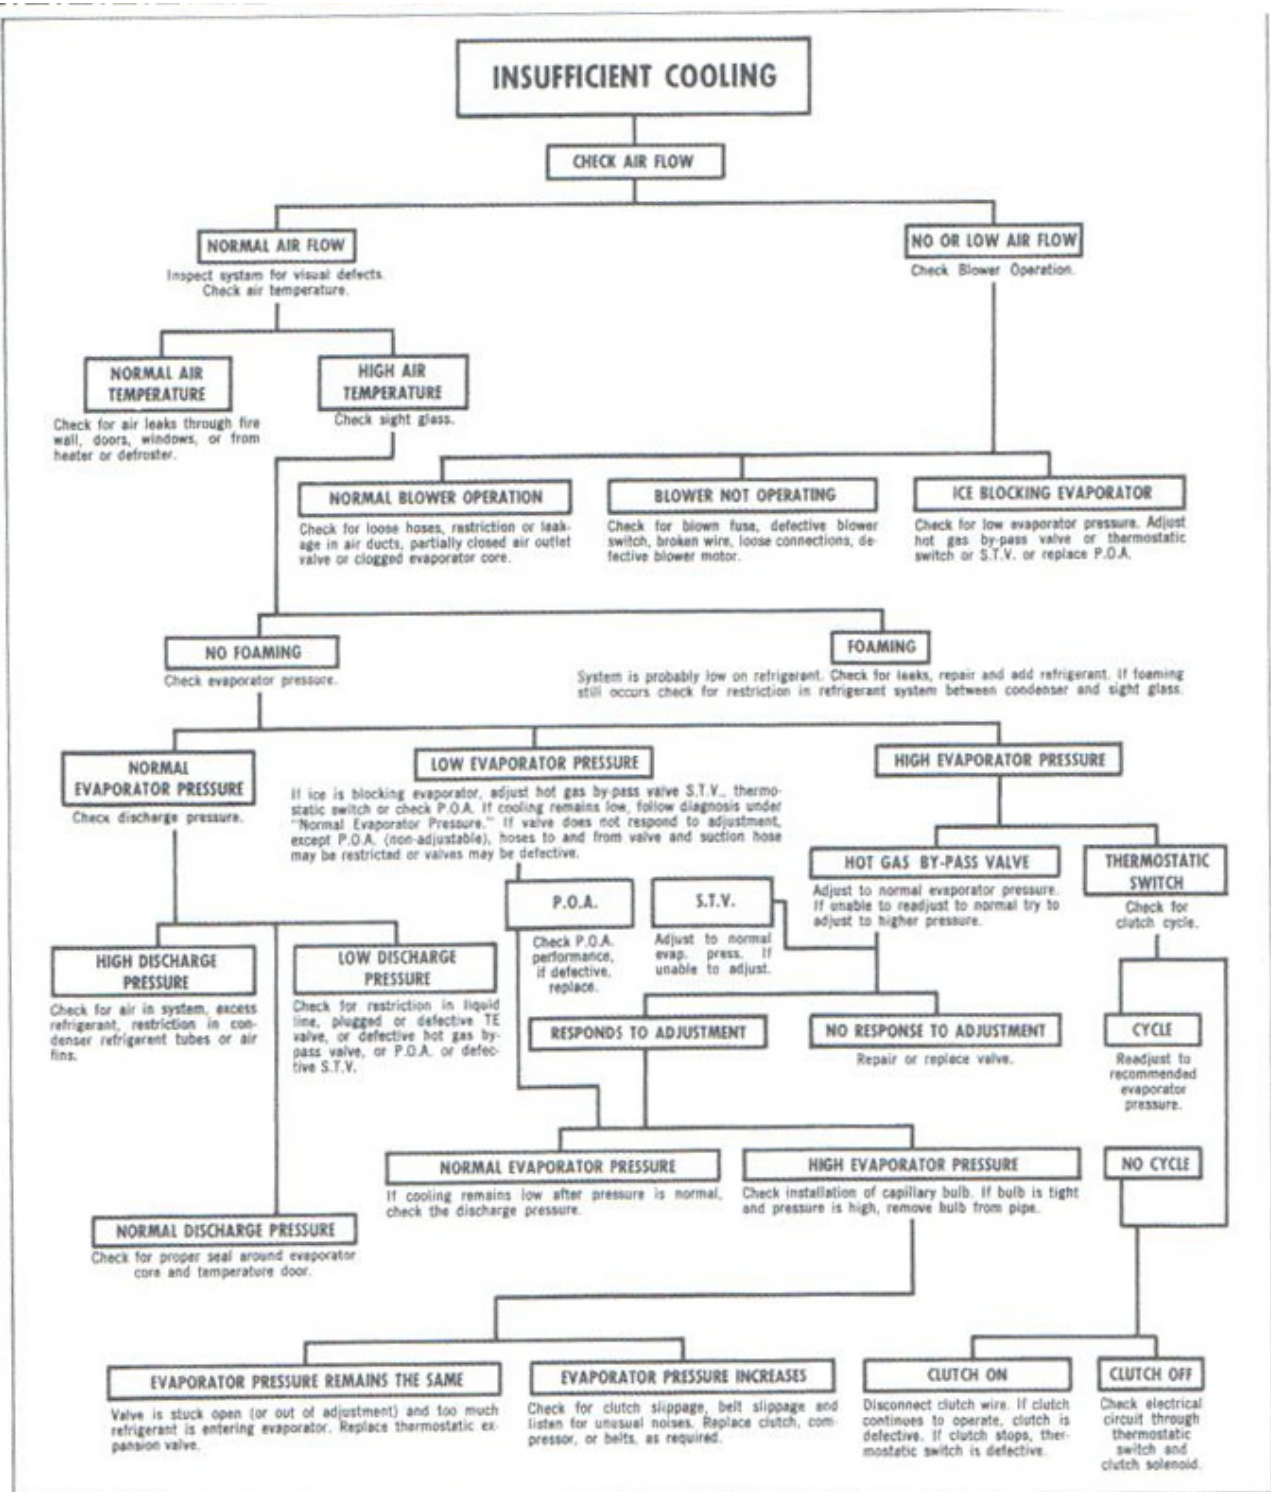 INSUFFICIENT COOLING
CHECK AIR FLOW
NORMAL AIR FLOW
Inspect system for visual defects.
Check air temperature.
NO OR LOW AIR FLOW
Check Blower Operation.
NORMAL AIR
TEMPERATURE
Check for air leaks through fire
wall, doors, windows, or from
heater or defroster.
HIGH AIR
TEMPERATURE
Check sight glass.
NORMAL BLOWER OPERATION
Check for loose hoses, restriction or leak-
age in air ducts, partially closed air outlet
valve or clogged evaporator core.
BLOWER NOT OPERATING
Check for blown fuse, defective blower
switch, broken wire, loose connections, de-
fective blower motor.
ICE BLOCKING EVAPORATOR
Check for low evaporator pressure. Adjust
hot gas by-pass valve or thermostatic
switch or S.T.V. or replace P.O.A.
NO FOAMING
Check evaporator pressure.
FOAMING
System is probably low on refrigerant. Check for leaks, repair and add refrigerant. If foaming
still occurs check for restriction in refrigerant system between condenser and sight glass.
NORMAL
EVAPORATOR PRESSURE
Check discharge pressure.
LOW EVAPORATOR PRESSURE
If ice is blocking evaporator, adjust hot gas by-pass valve S.T.V., thermo-
static switch or check P.O.A. If cooling remains low, follow diagnosis under
"Normal Evaporator Pressure." If valve does not respond to adjustment,
except P.O.A. (non-adjustable), hoses to and from valve and suction hose
may be restricted or valves may be defective.
HIGH EVAPORATOR PRESSURE
HOT GAS BY-PASS VALVE
Adjust to normal evaporator pressure.
If unable to readjust to normal try to
adjust to higher pressure.
THERMOSTATIC
SWITCH
Check for
clutch cycle.
P.O.A.
Check P.O.A.
performance,
if defective,
replace.
S.T.V.
Adjust to normal
evap. press. If
unable to adjust.
HIGH DISCHARGE
PRESSURE
Check for air in system, excess
refrigerant, restriction in con-
denser refrigerant tubes or air
fins.
LOW DISCHARGE
PRESSURE
Check for restriction in liquid
line, plugged or defective TE
valve, or defective hot gas by-
pass valve, or P.O.A. or defec-
tive S.T.V.
RESPONDS TO ADJUSTMENT
NO RESPONSE TO ADJUSTMENT
Repair or replace valve.
CYCLE
Readjust to
recommended
evaporator
pressure.
NORMAL EVAPORATOR PRESSURE
If cooling remains low after pressure is normal,
check the discharge pressure.
HIGH EVAPORATOR PRESSURE
Check installation of capillary bulb. If bulb is tight
and pressure is high, remove bulb from pipe.
NO CYCLE
NORMAL DISCHARGE PRESSURE
Check for proper seal around evaporator
core and temperature door.
EVAPORATOR PRESSURE REMAINS THE SAME
Valve is stuck open (or out of adjustment) and too much
refrigerant is entering evaporator. Replace thermostatic ex-
pansion valve.
EVAPORATOR PRESSURE INCREASES
Check for clutch slippage, belt slippage and
listen for unusual noises. Replace clutch, com-
pressor, or belts, as required.
CLUTCH ON
Disconnect clutch wire. If clutch
continues to operate, clutch is
defective. If clutch stops, ther-
mostatic switch is defective.
CLUTCH OFF
Check electrical
circuit through
thermostatic
switch and
clutch solenoid.